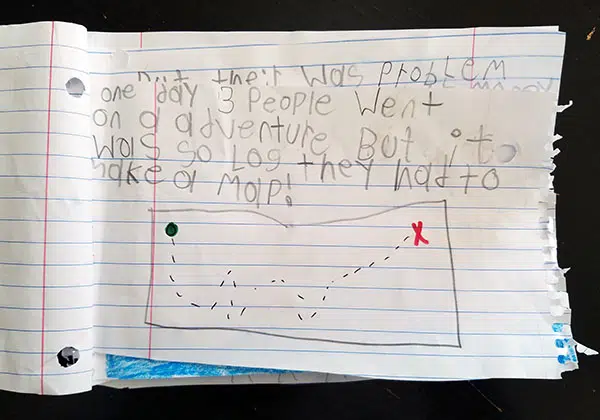 but their was problem
one day 3 People went
on a adventure. But it
was so Log they had to
make a Map!
X